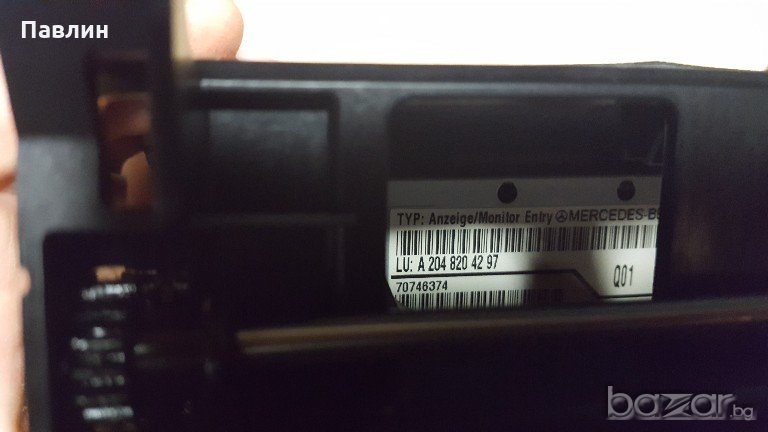 Павлин
TYP: Anzeige/Monitor Entry MERCEDES-B
LU: A 204 820 42 97
Q01
70746374
bazar.bg